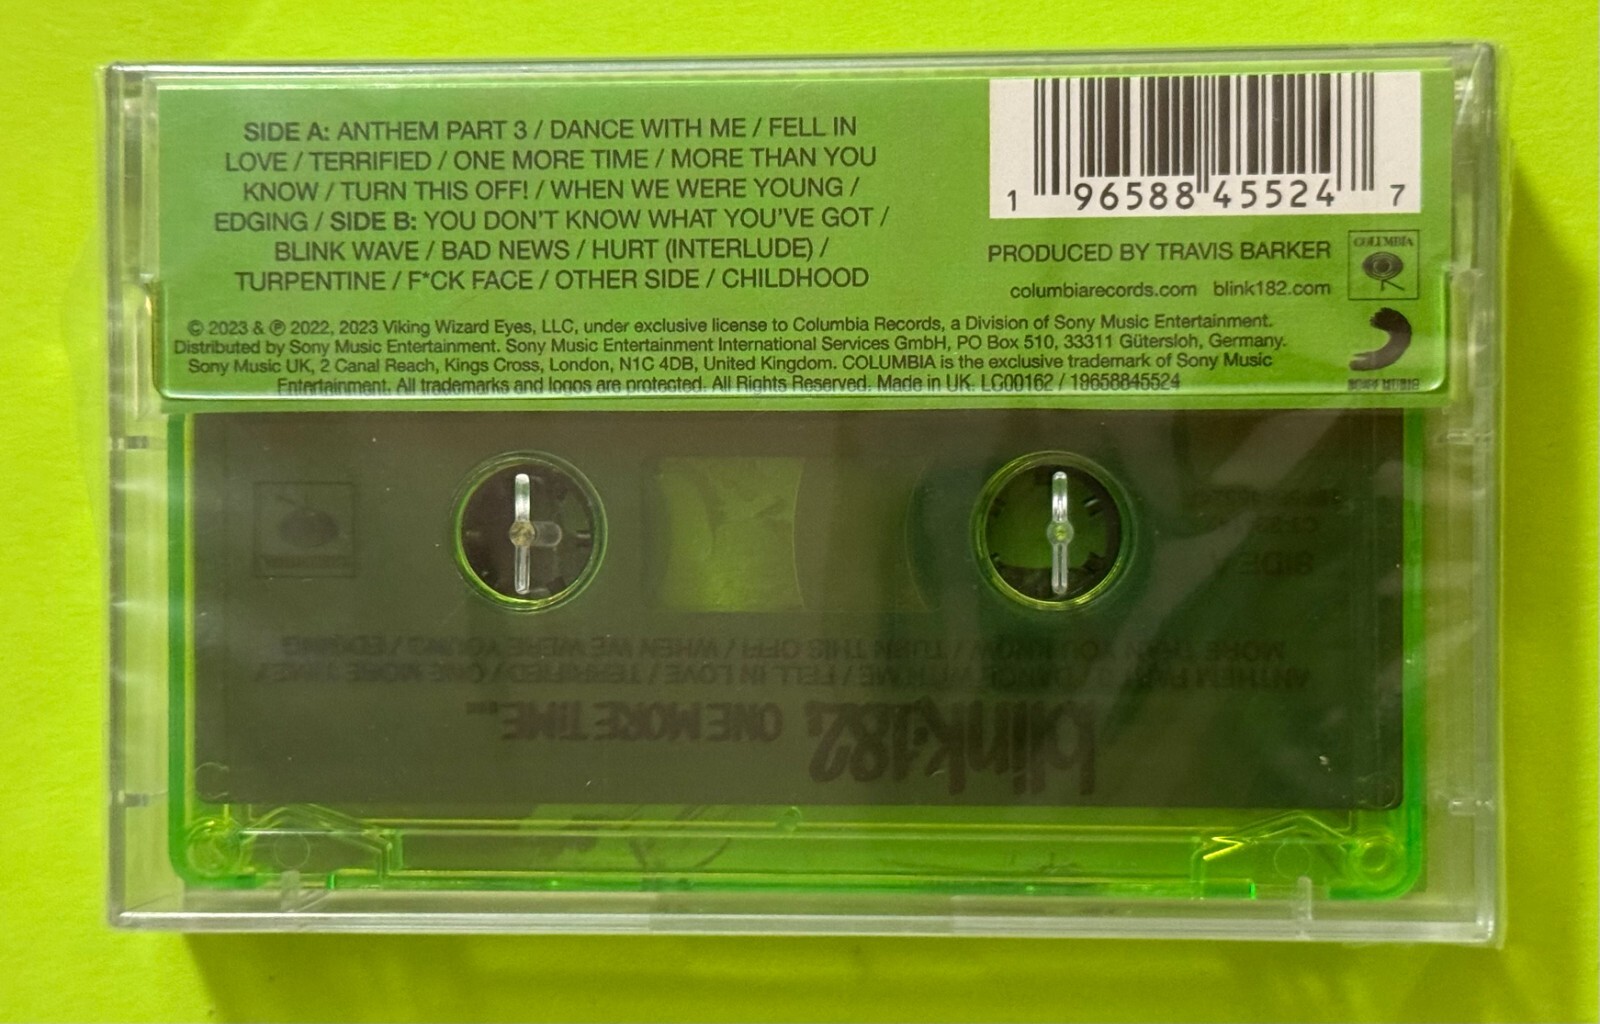 SIDE A: ANTHEM PART 3 / DANCE WITH ME / FELL IN
LOVE / TERRIFIED / ONE MORE TIME / MORE THAN YOU
KNOW / TURN THIS OFF! / WHEN WE WERE YOUNG /
EDGING / SIDE B: YOU DON'T KNOW WHAT YOU'VE GOT /
BLINK WAVE / BAD NEWS / HURT (INTERLUDE) /
TURPENTINE / F*CK FACE / OTHER SIDE / CHILDHOOD
1 96588 45524 7
PRODUCED BY TRAVIS BARKER
columbiarecords.com blink182.com
COLUMBIA
© 2023 & ℗ 2022, 2023 Viking Wizard Eyes, LLC, under exclusive license to Columbia Records, a Division of Sony Music Entertainment.
Distributed by Sony Music Entertainment. Sony Music Entertainment International Services GmbH, PO Box 510, 33311 Gütersloh, Germany.
Sony Music UK, 2 Canal Reach, Kings Cross, London, N1C 4DB, United Kingdom. COLUMBIA is the exclusive trademark of Sony Music
Entertainment. All trademarks and logos are protected. All Rights Reserved. Made in UK. LC00162 / 19658845524
SONY MUSIC
SIDE A
blink-182, ONE MORE TIME...
ANTHEM PART 3 / DANCE WITH ME / FELL IN LOVE / TERRIFIED / ONE MORE TIME /
MORE THAN YOU KNOW / TURN THIS OFF! / WHEN WE WERE YOUNG / EDGING